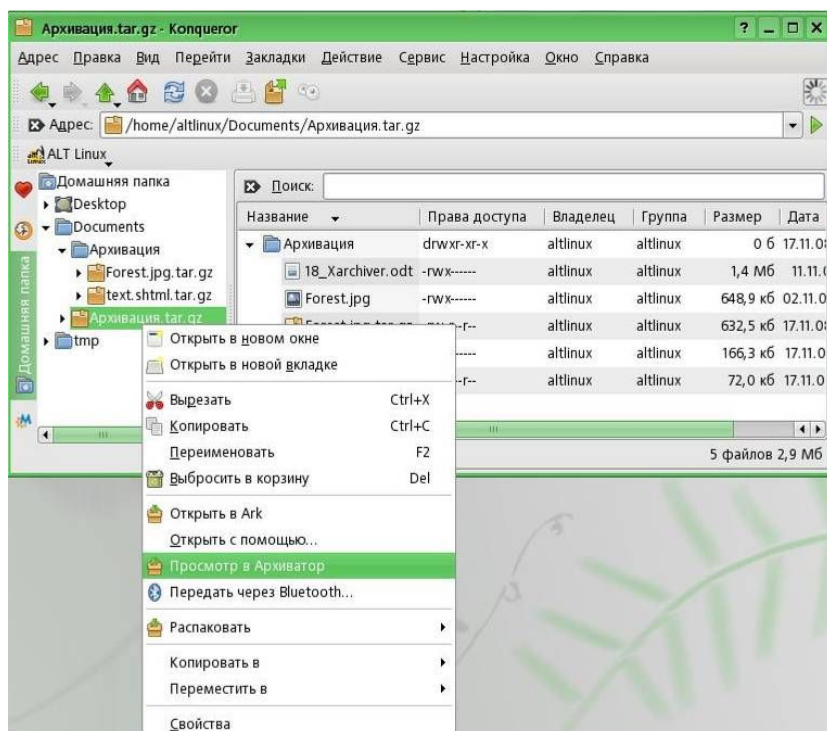 Архивация.tar.gz - Konqueror
Адрес Правка Вид Перейти Закладки Действие Сервис Настройка Окно Справка
Адрес: /home/altlinux/Documents/Архивация.tar.gz
ALT Linux
Домашняя папка
Домашняя папка
Desktop
Documents
Архивация
Forest.jpg.tar.gz
text.shtml.tar.gz
Архивация.tar.gz
tmp
Поиск:
Название Права доступа Владелец Группа Размер Дата
Архивация drwxr-xr-x altlinux altlinux 0 б 17.11.0
18_Xarchiver.odt -rwx------ altlinux altlinux 1,4 Мб 11.11.
Forest.jpg -rwx------ altlinux altlinux 648,9 кб 02.11.0
Forest.jpg.tar.gz -rw-r--r-- altlinux altlinux 632,5 кб 17.11.0
------ altlinux altlinux 166,3 кб 17.11.0
-r-- altlinux altlinux 72,0 кб 17.11.0
5 файлов 2,9 Мб
Открыть в новом окне
Открыть в новой вкладке
Вырезать Ctrl+X
Копировать Ctrl+C
Переименовать F2
Выбросить в корзину Del
Открыть в Ark
Открыть с помощью...
Просмотр в Архиватор
Передать через Bluetooth...
Распаковать
Копировать в
Переместить в
Свойства